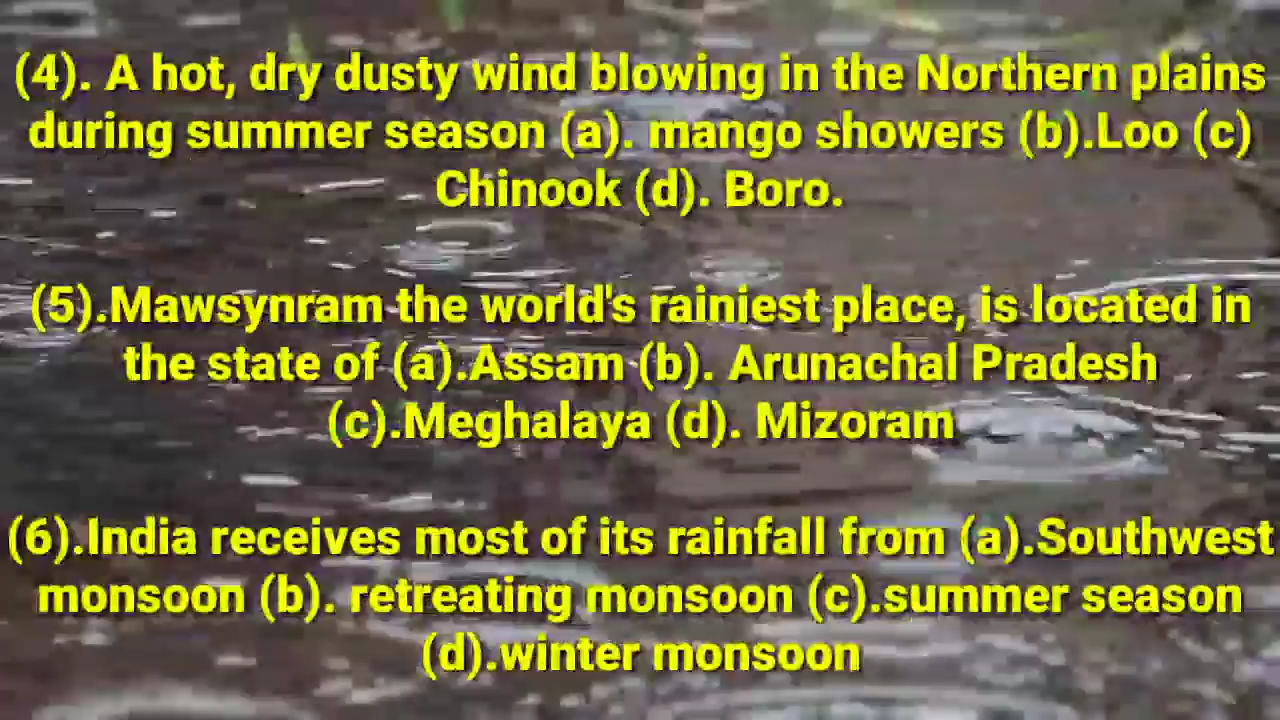 (4). A hot, dry dusty wind blowing in the Northern plains
during summer season (a). mango showers (b).Loo (c)
Chinook (d). Boro.
(5).Mawsynram the world's rainiest place, is located in
the state of (a).Assam (b). Arunachal Pradesh
(c).Meghalaya (d). Mizoram
(6).India receives most of its rainfall from (a).Southwest
monsoon (b). retreating monsoon (c).summer season
(d).winter monsoon